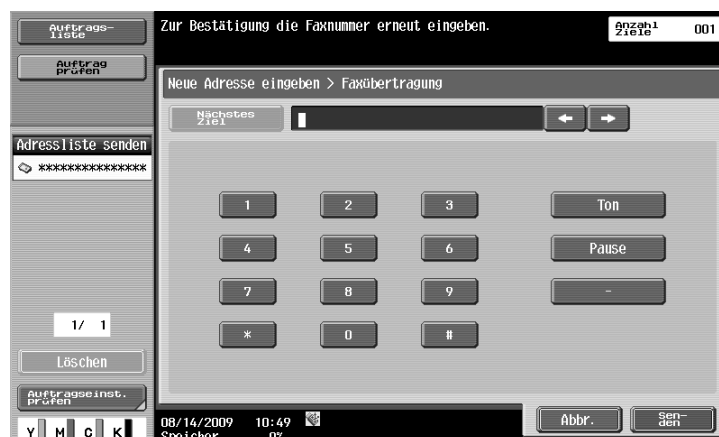 Auftrags-
liste
Zur Bestätigung die Faxnummer erneut eingeben.
Anzahl
Ziele
001
Auftrag
prüfen
Neue Adresse eingeben > Faxübertragung
Nächstes
Ziel
Adressliste senden
***************
1 2 3 Ton
4 5 6 Pause
7 8 9 -
* 0 #
1/ 1
Löschen
Auftragseinst.
prüfen
Y M C K
08/14/2009 10:49
Speicher 0%
Abbr.
Sen-
den